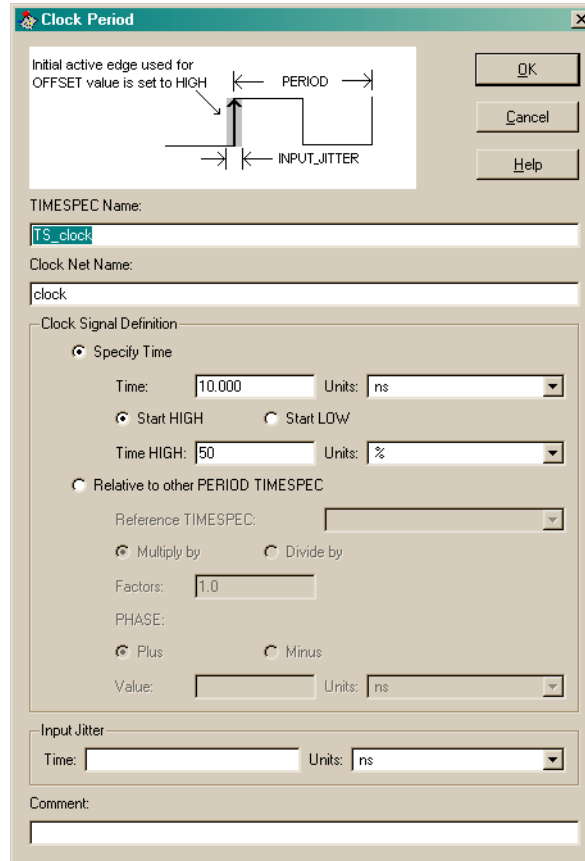 Clock Period
Initial active edge used for
OFFSET value is set to HIGH
PERIOD
INPUT_JITTER
OK
Cancel
Help
TIMESPEC Name:
TS_clock
Clock Net Name:
clock
Clock Signal Definition
Specify Time
Time: 10.000 Units: ns
Start HIGH Start LOW
Time HIGH: 50 Units: %
Relative to other PERIOD TIMESPEC
Reference TIMESPEC:
Multiply by Divide by
Factors: 1.0
PHASE:
Plus Minus
Value: Units: ns
Input Jitter
Time: Units: ns
Comment: